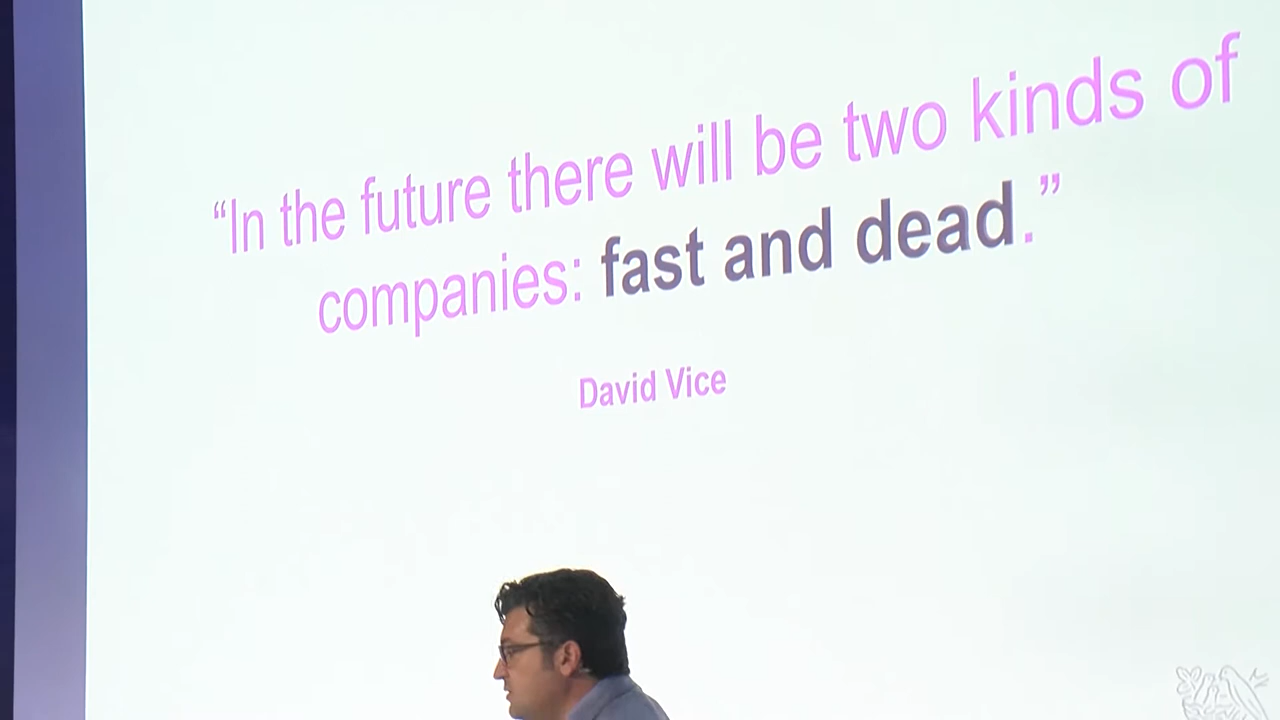 “In the future there will be two kinds of
companies: fast and dead.”
David Vice